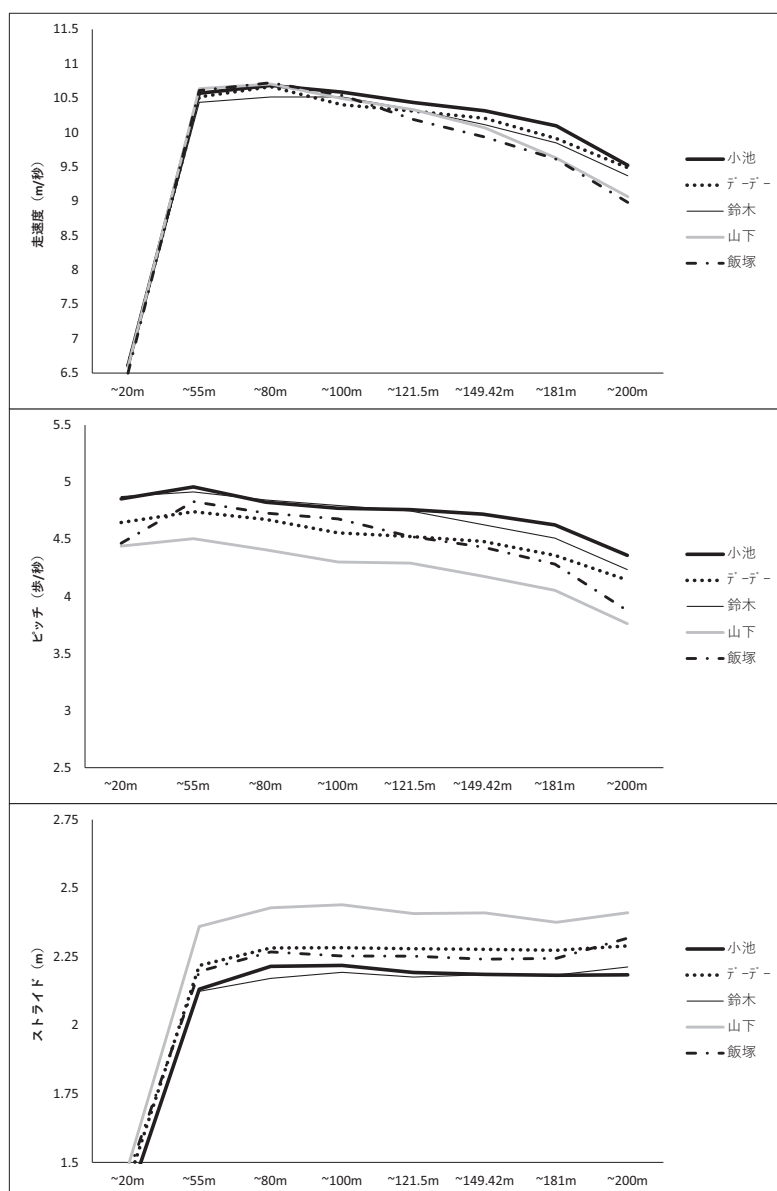 11.5
11
10.5
10
9.5
9
8.5
8
7.5
7
6.5
走速度（m/秒）
~20m ~55m ~80m ~100m ~121.5m ~149.42m ~181m ~200m
小池
ﾃﾞｰﾃﾞｰ
鈴木
山下
飯塚
5.5
5
4.5
4
3.5
3
2.5
ピッチ（歩/秒）
~20m ~55m ~80m ~100m ~121.5m ~149.42m ~181m ~200m
小池
ﾃﾞｰﾃﾞｰ
鈴木
山下
飯塚
2.75
2.5
2.25
2
1.75
1.5
ストライド（m）
~20m ~55m ~80m ~100m ~121.5m ~149.42m ~181m ~200m
小池
ﾃﾞｰﾃﾞｰ
鈴木
山下
飯塚